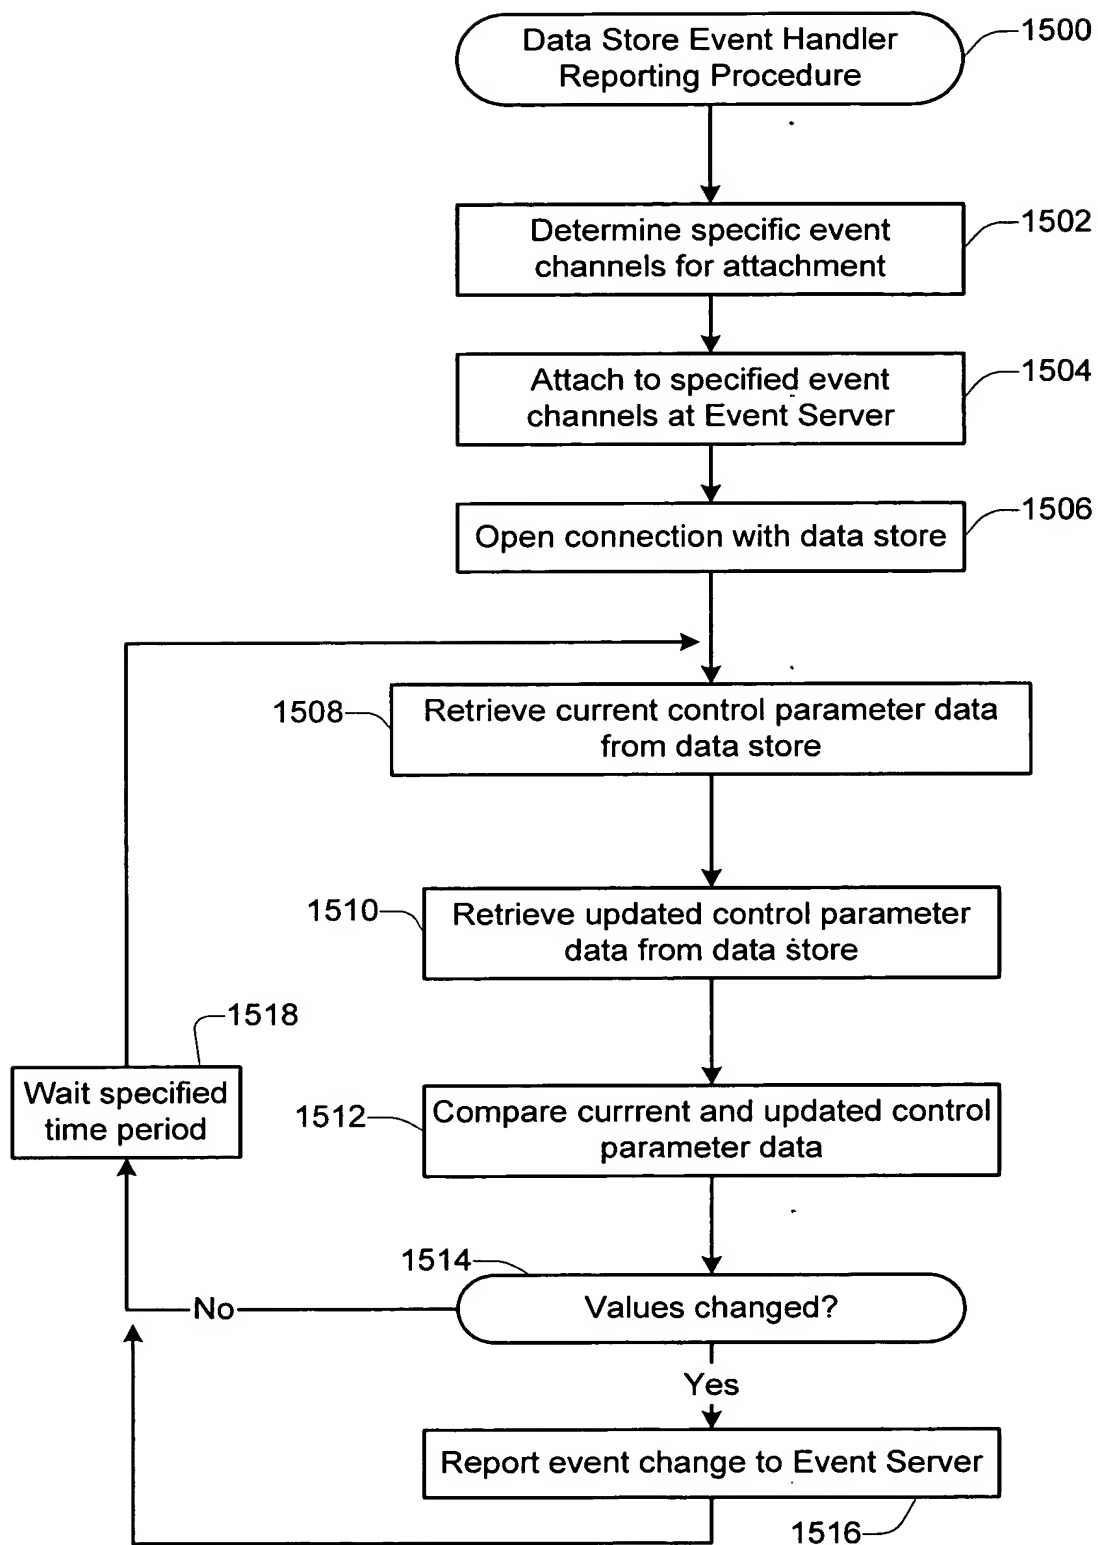 Data Store Event Handler
Reporting Procedure
1500
Determine specific event
channels for attachment
1502
Attach to specified event
channels at Event Server
1504
Open connection with data store
1506
1508
Retrieve current control parameter data
from data store
1510
Retrieve updated control parameter
data from data store
1518
Wait specified
time period
1512
Compare currrent and updated control
parameter data
1514
Values changed?
No
Yes
Report event change to Event Server
1516